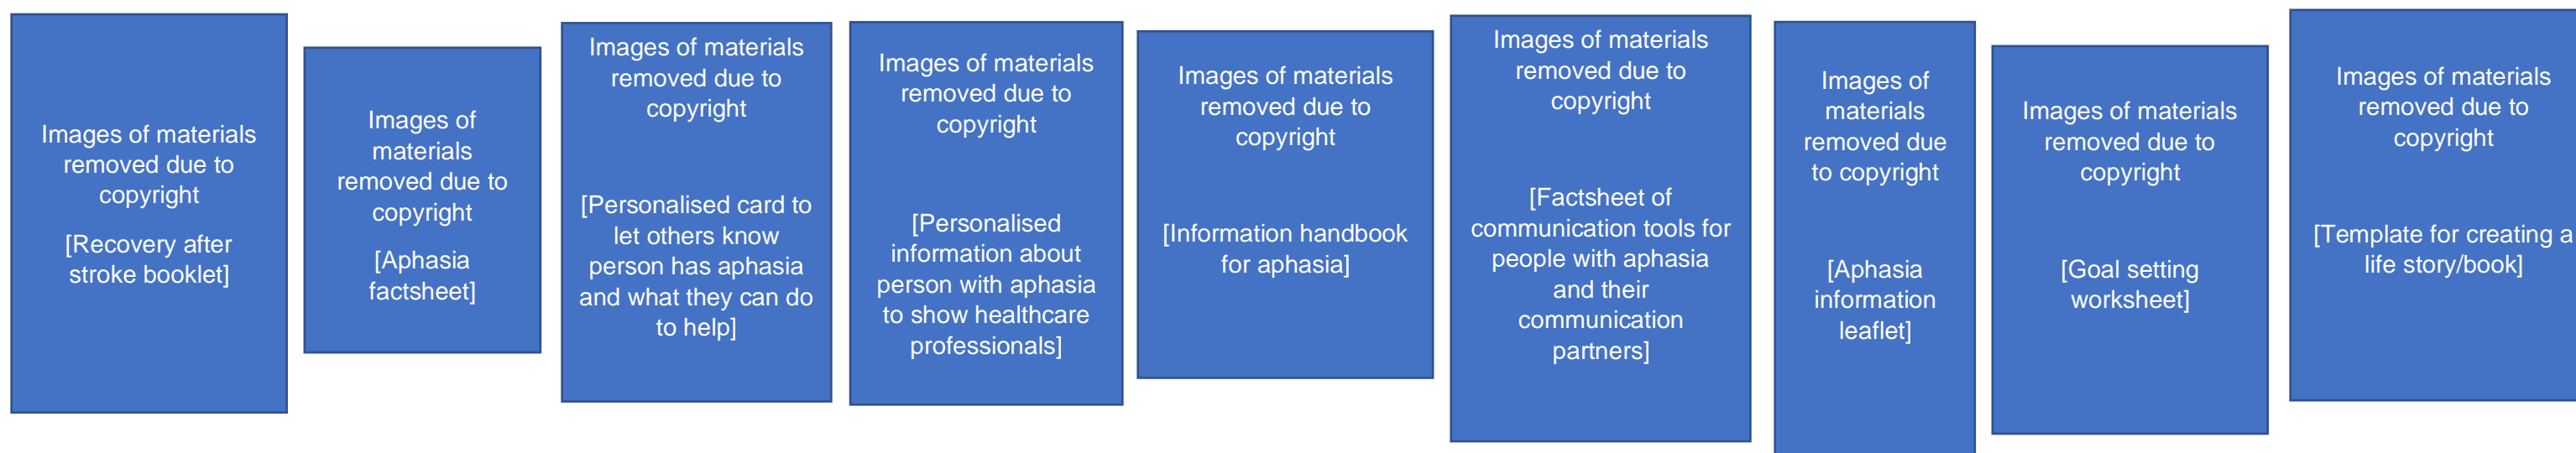 Images of materials
removed due to
copyright
[Recovery after
stroke booklet]
Images of
materials
removed due to
copyright
[Aphasia
factsheet]
Images of materials
removed due to
copyright
[Personalised card to
let others know
person has aphasia
and what they can do
to help]
Images of materials
removed due to
copyright
[Personalised
information about
person with aphasia
to show healthcare
professionals]
Images of materials
removed due to
copyright
[Information handbook
for aphasia]
Images of materials
removed due to
copyright
[Factsheet of
communication tools for
people with aphasia
and their
communication
partners]
Images of
materials
removed due
to copyright
[Aphasia
information
leaflet]
Images of materials
removed due to
copyright
[Goal setting
worksheet]
Images of materials
removed due to
copyright
[Template for creating a
life story/book]